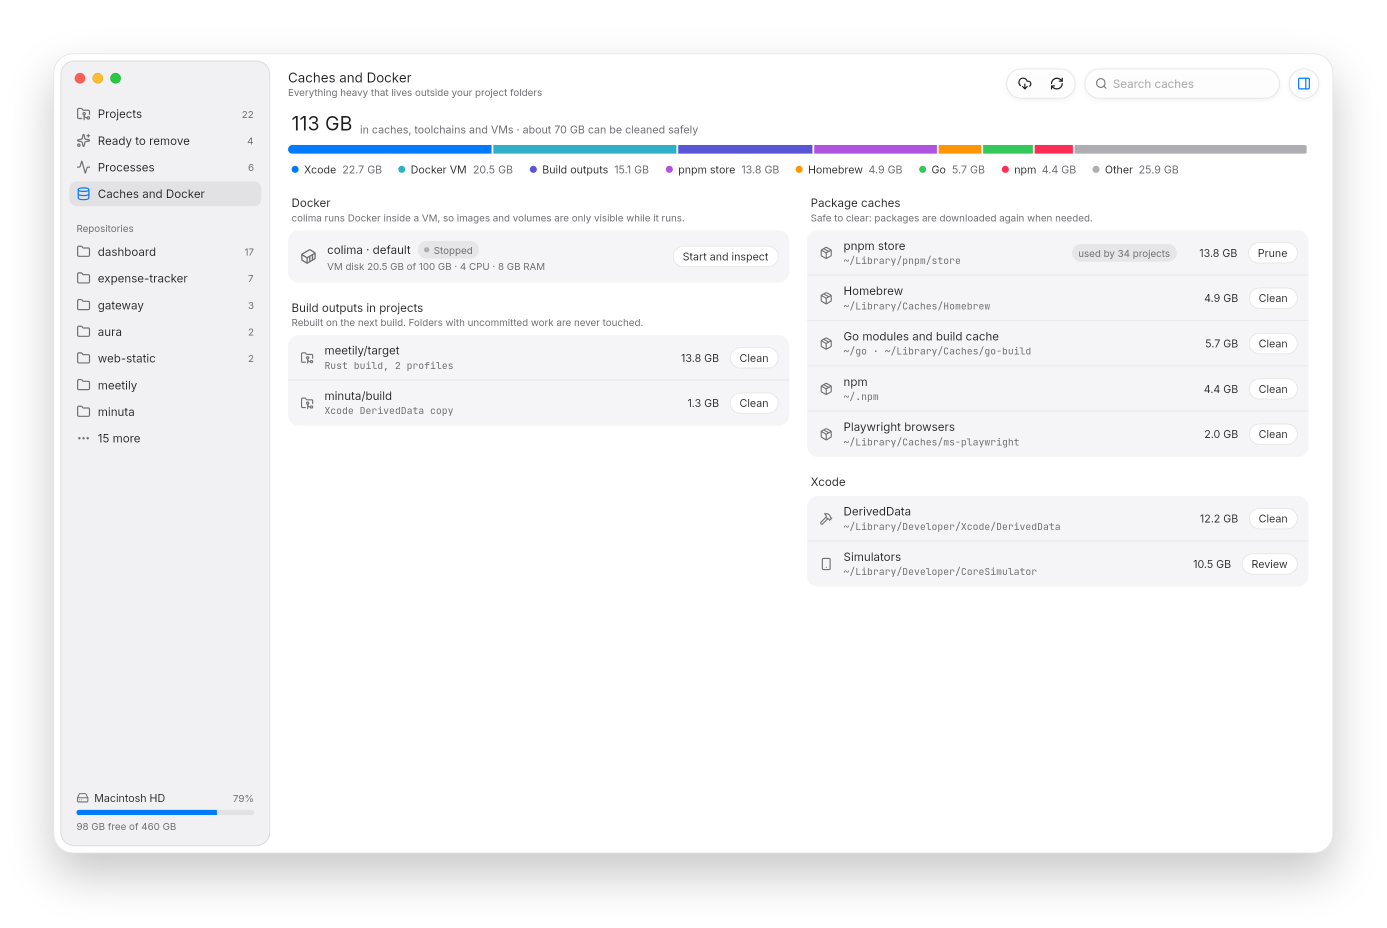 Projects 22
Ready to remove 4
Processes 6
Caches and Docker
Repositories
dashboard 17
expense-tracker 7
gateway 3
aura 2
web-static 2
meetily
minuta
15 more
Macintosh HD 79%
98 GB free of 460 GB
Caches and Docker
Everything heavy that lives outside your project folders
Search caches
113 GB in caches, toolchains and VMs · about 70 GB can be cleaned safely
Xcode 22.7 GB Docker VM 20.5 GB Build outputs 15.1 GB pnpm store 13.8 GB Homebrew 4.9 GB Go 5.7 GB npm 4.4 GB Other 25.9 GB
Docker
colima runs Docker inside a VM, so images and volumes are only visible while it runs.
colima · default Stopped
VM disk 20.5 GB of 100 GB · 4 CPU · 8 GB RAM
Start and inspect
Build outputs in projects
Rebuilt on the next build. Folders with uncommitted work are never touched.
meetily/target
Rust build, 2 profiles
13.8 GB Clean
minuta/build
Xcode DerivedData copy
1.3 GB Clean
Package caches
Safe to clear: packages are downloaded again when needed.
pnpm store
~/Library/pnpm/store
used by 34 projects 13.8 GB Prune
Homebrew
~/Library/Caches/Homebrew
4.9 GB Clean
Go modules and build cache
~/go · ~/Library/Caches/go-build
5.7 GB Clean
npm
~/.npm
4.4 GB Clean
Playwright browsers
~/Library/Caches/ms-playwright
2.0 GB Clean
Xcode
DerivedData
~/Library/Developer/Xcode/DerivedData
12.2 GB Clean
Simulators
~/Library/Developer/CoreSimulator
10.5 GB Review